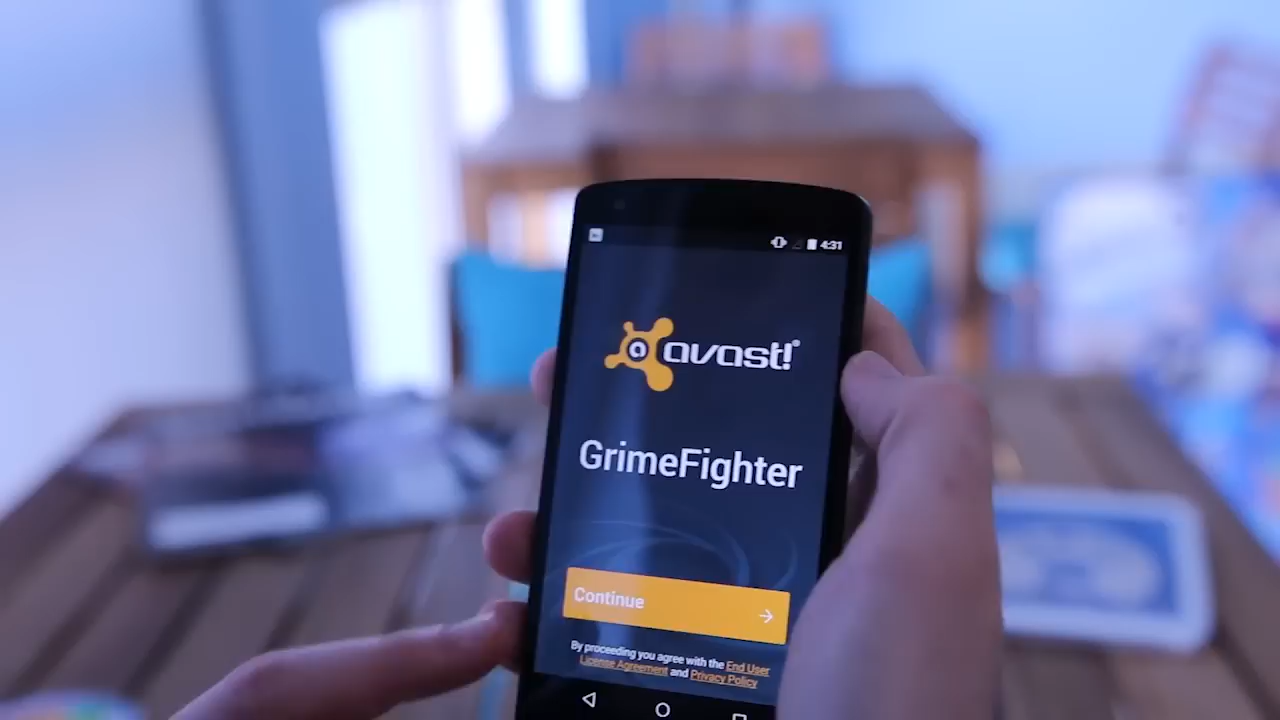 4:31
avast!
GrimeFighter
Continue
By proceeding you agree with the End User
License Agreement and Privacy Policy